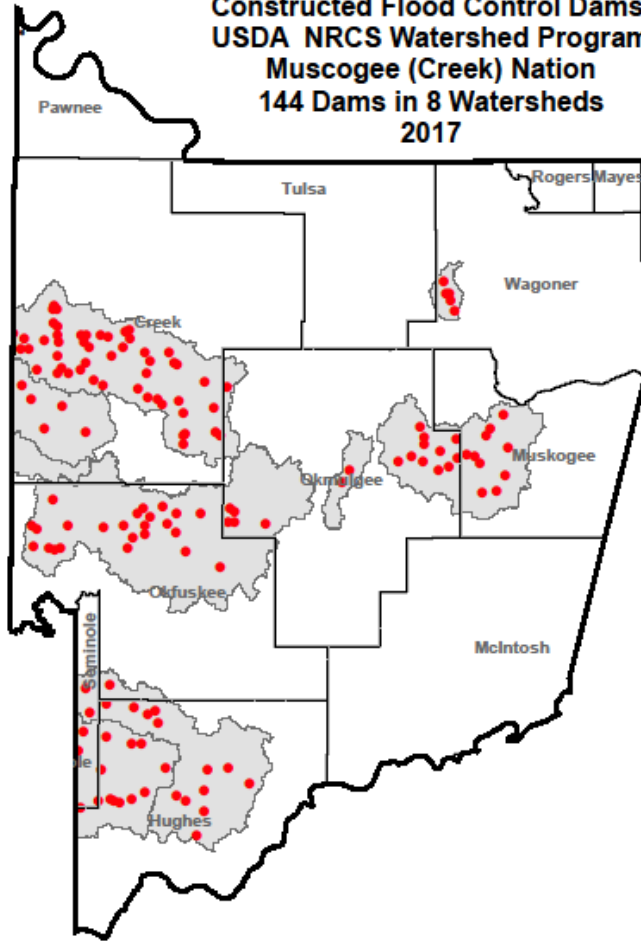 Constructed Flood Control Dams
USDA NRCS Watershed Program
Muscogee (Creek) Nation
144 Dams in 8 Watersheds
2017
Pawnee
Tulsa
Rogers
Mayes
Wagoner
Creek
Okmulgee
Muskogee
Okfuskee
Seminole
McIntosh
ole
Hughes